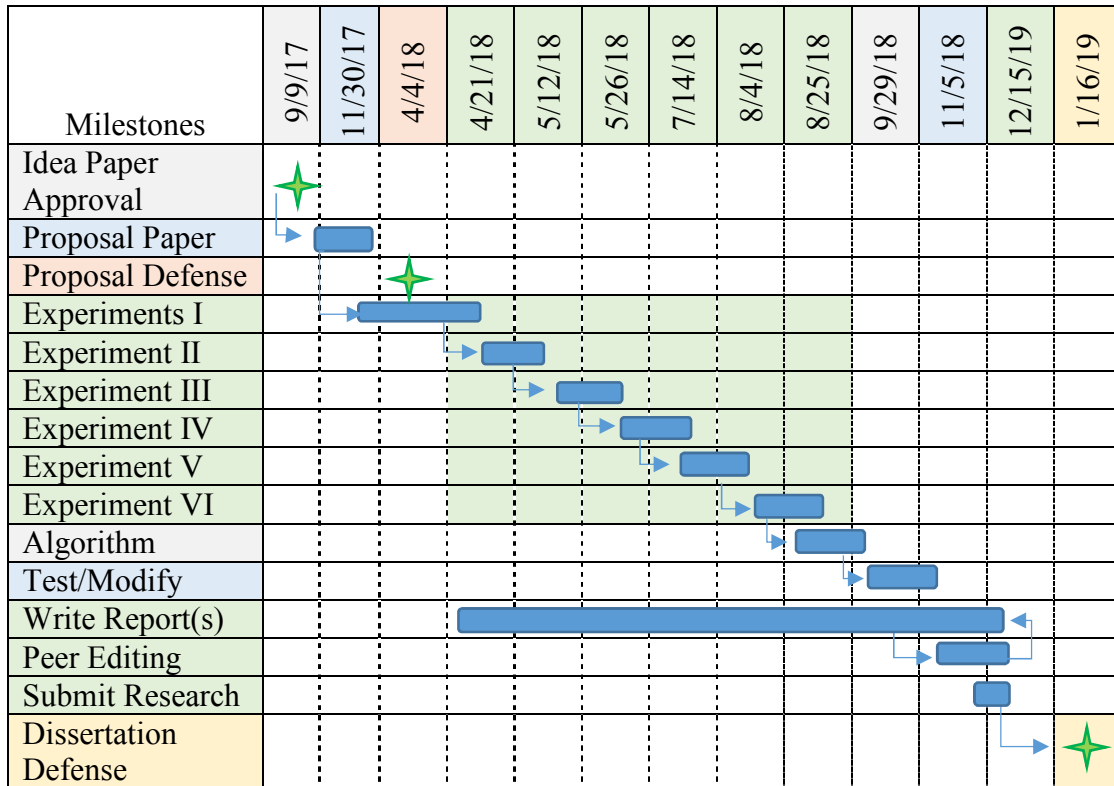 Milestones
9/9/17
11/30/17
4/4/18
4/21/18
5/12/18
5/26/18
7/14/18
8/4/18
8/25/18
9/29/18
11/5/18
12/15/19
1/16/19
Idea Paper
Approval
Proposal Paper
Proposal Defense
Experiments I
Experiment II
Experiment III
Experiment IV
Experiment V
Experiment VI
Algorithm
Test/Modify
Write Report(s)
Peer Editing
Submit Research
Dissertation
Defense